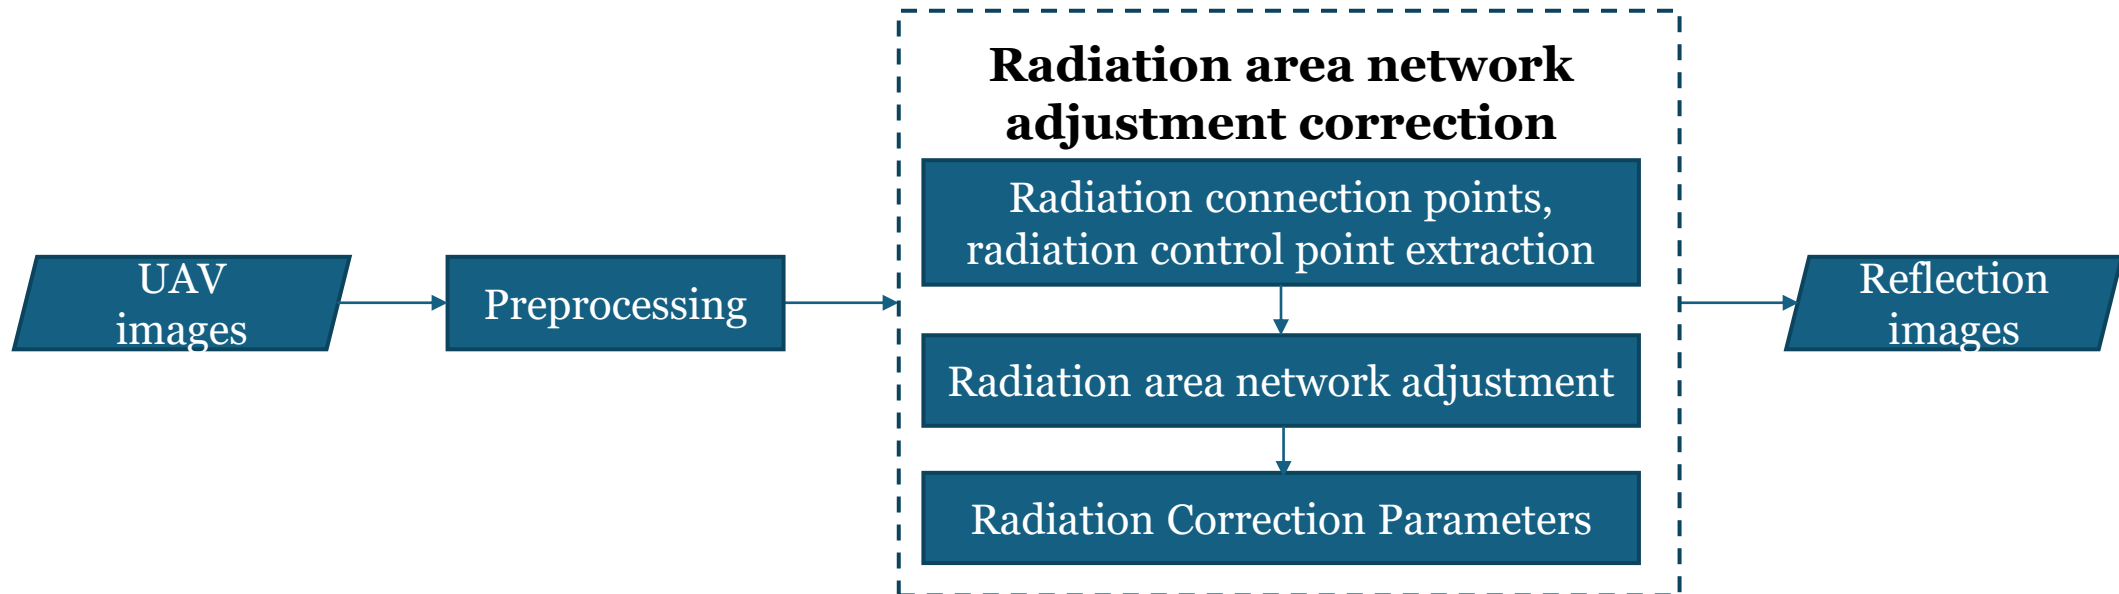 UAV
images
Preprocessing
Radiation area network
adjustment correction
Radiation connection points,
radiation control point extraction
Radiation area network adjustment
Radiation Correction Parameters
Reflection
images